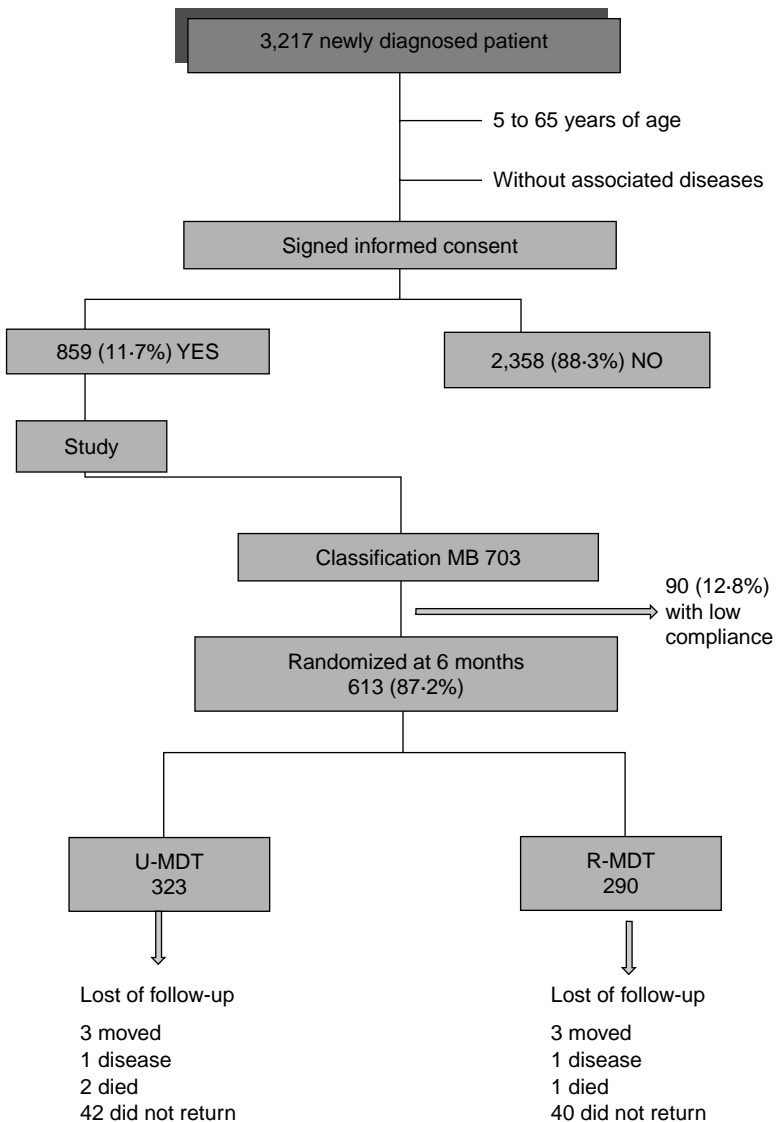 3,217 newly diagnosed patient
5 to 65 years of age
Without associated diseases
Signed informed consent
859 (11·7%) YES
2,358 (88·3%) NO
Study
Classification MB 703
90 (12·8%)
with low
compliance
Randomized at 6 months
613 (87·2%)
U-MDT
323
R-MDT
290
Lost of follow-up
3 moved
1 disease
2 died
42 did not return
Lost of follow-up
3 moved
1 disease
1 died
40 did not return